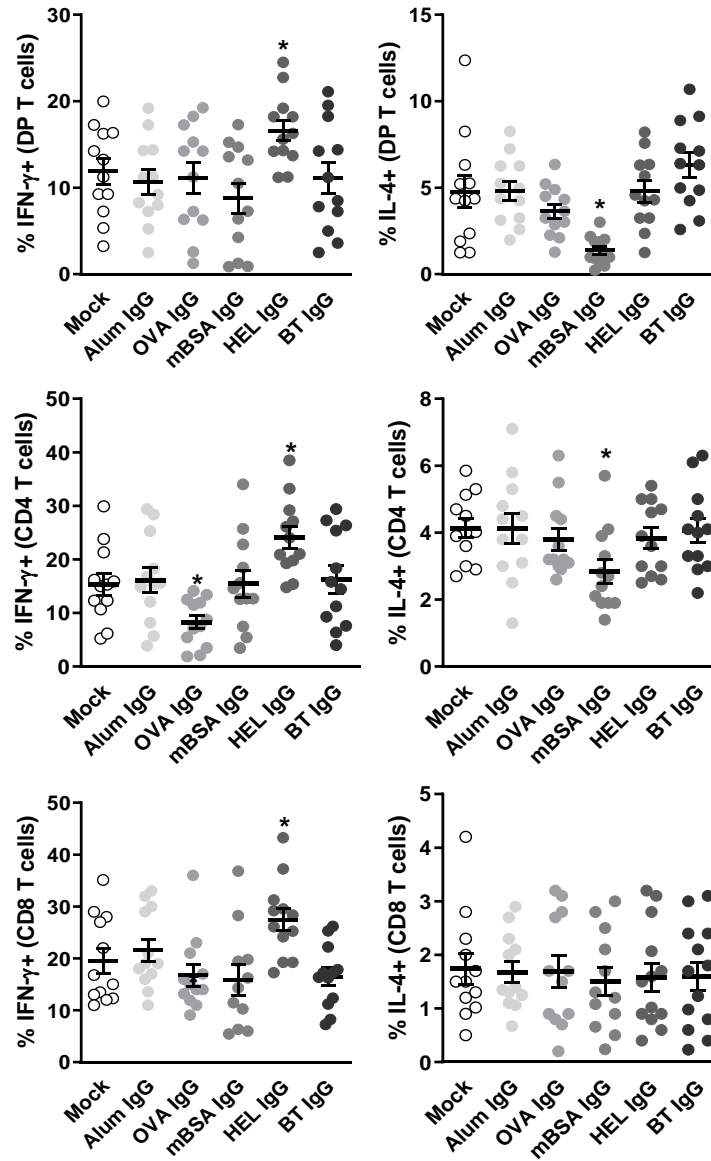 % IFN-γ+ (DP T cells)
30
20
10
0
*
Mock
Alum IgG
OVA IgG
mBSA IgG
HEL IgG
BT IgG
% IL-4+ (DP T cells)
15
10
5
0
*
Mock
Alum IgG
OVA IgG
mBSA IgG
HEL IgG
BT IgG
% IFN-γ+ (CD4 T cells)
50
40
30
20
10
0
*
*
Mock
Alum IgG
OVA IgG
mBSA IgG
HEL IgG
BT IgG
% IL-4+ (CD4 T cells)
8
6
4
2
0
*
Mock
Alum IgG
OVA IgG
mBSA IgG
HEL IgG
BT IgG
% IFN-γ+ (CD8 T cells)
50
40
30
20
10
0
*
Mock
Alum IgG
OVA IgG
mBSA IgG
HEL IgG
BT IgG
% IL-4+ (CD8 T cells)
5
4
3
2
1
0
Mock
Alum IgG
OVA IgG
mBSA IgG
HEL IgG
BT IgG